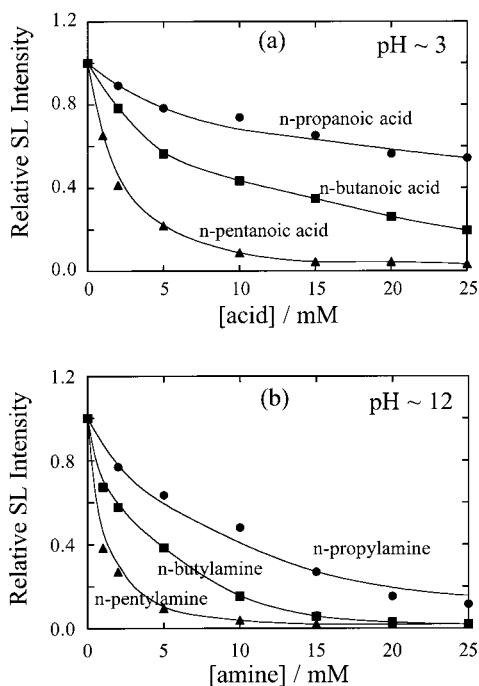 1.2
(a)
pH ~ 3
Relative SL Intensity
0.8
n-propanoic acid
0.4
n-butanoic acid
n-pentanoic acid
0.0
0 5 10 15 20 25
[acid] / mM
1.2
(b)
pH ~ 12
Relative SL Intensity
0.8
0.4
n-propylamine
n-butylamine
n-pentylamine
0.0
0 5 10 15 20 25
[amine] / mM